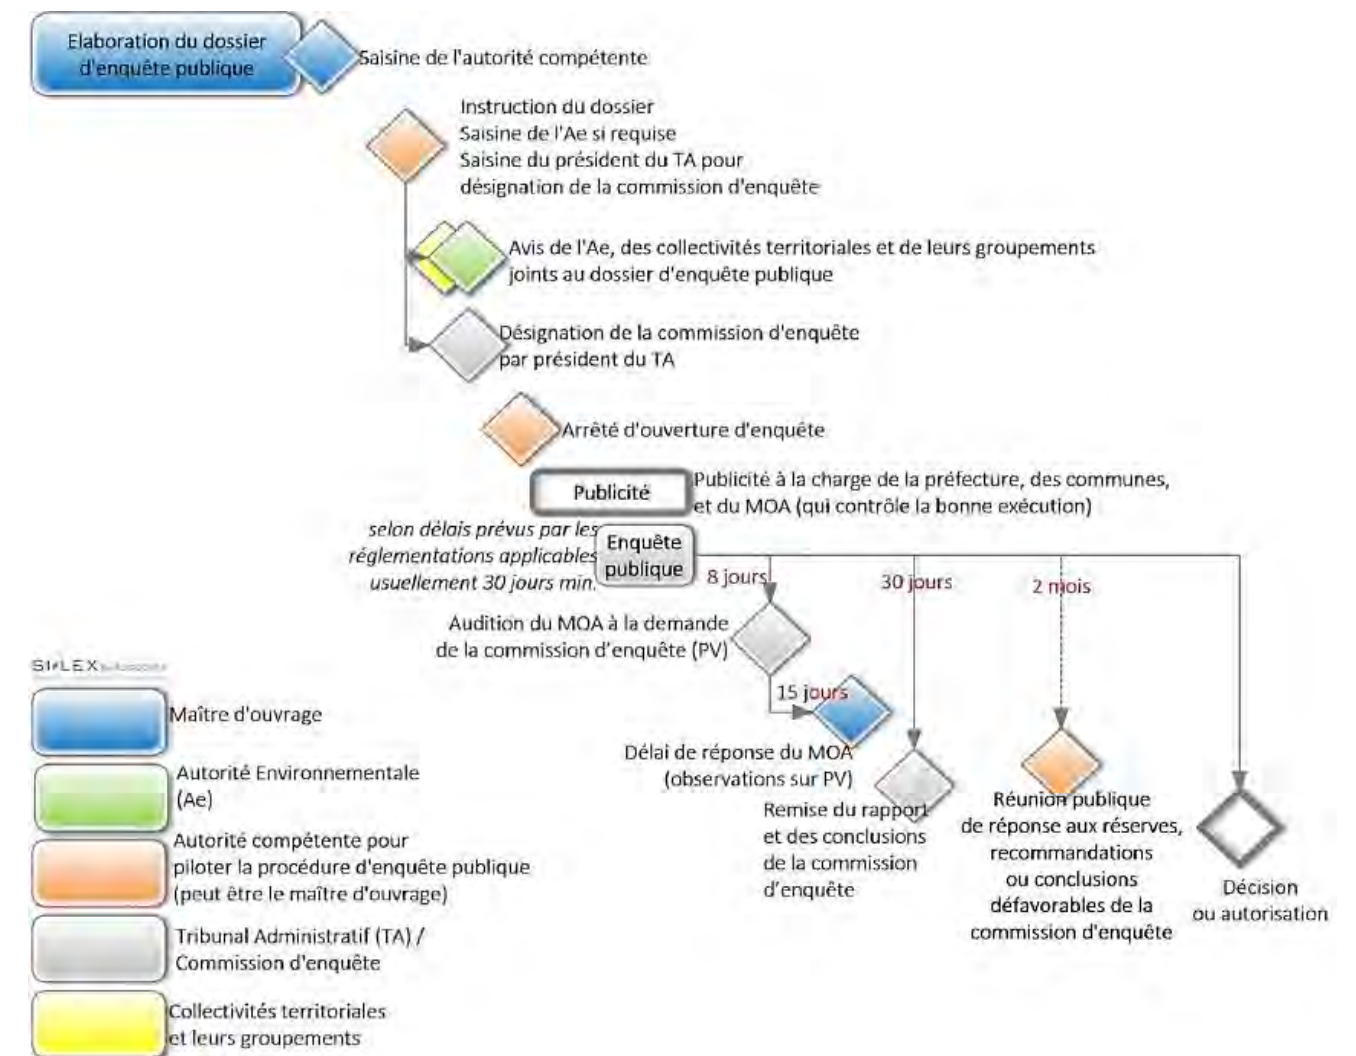 Elaboration du dossier
d'enquête publique
Saisine de l'autorité compétente
Instruction du dossier
Saisine de l'Ae si requise
Saisine du président du TA pour
désignation de la commission d'enquête
Avis de l'Ae, des collectivités territoriales et de leurs groupements
joints au dossier d'enquête publique
Désignation de la commission d'enquête
par président du TA
Arrêté d'ouverture d'enquête
Publicité
Publicité à la charge de la préfecture, des communes,
et du MOA (qui contrôle la bonne exécution)
selon délais prévus par les
réglementations applicables
usuellement 30 jours min.
Enquête
publique
8 jours
30 jours
2 mois
Audition du MOA à la demande
de la commission d'enquête (PV)
15 jours
Délai de réponse du MOA
(observations sur PV)
Remise du rapport
et des conclusions
de la commission
d'enquête
Réunion publique
de réponse aux réserves,
recommandations
ou conclusions
défavorables de la
commission d'enquête
Décision
ou autorisation
Maître d'ouvrage
Autorité Environnementale
(Ae)
Autorité compétente pour
piloter la procédure d'enquête publique
(peut être le maître d'ouvrage)
Tribunal Administratif (TA) /
Commission d'enquête
Collectivités territoriales
et leurs groupements